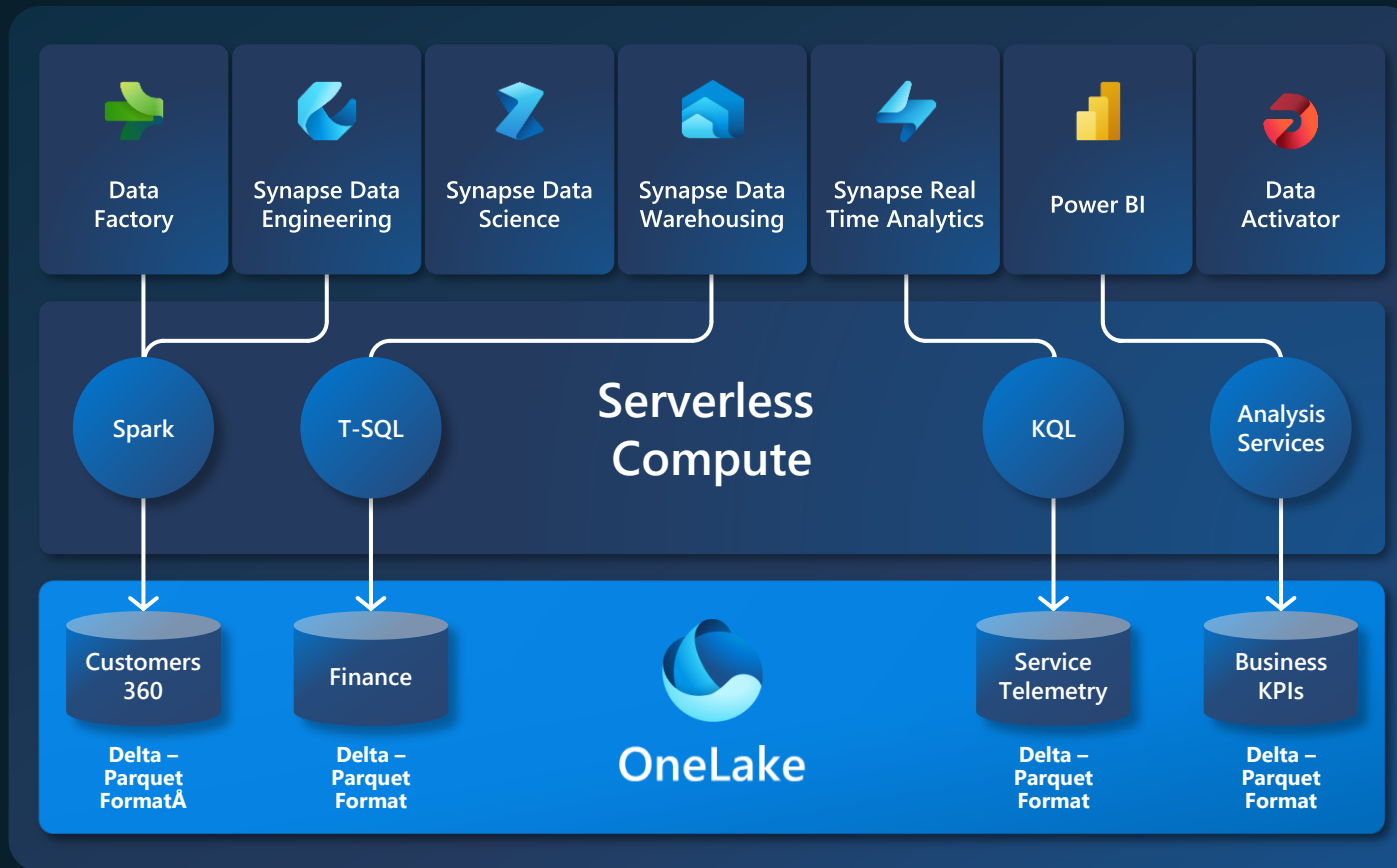 Data
Factory
Synapse Data
Engineering
Synapse Data
Science
Synapse Data
Warehousing
Synapse Real
Time Analytics
Power BI
Data
Activator
Serverless
Compute
Spark
T-SQL
KQL
Analysis
Services
Customers
360
Finance
Service
Telemetry
Business
KPIs
OneLake
Delta –
Parquet
FormatÅ
Delta –
Parquet
Format
Delta –
Parquet
Format
Delta –
Parquet
Format